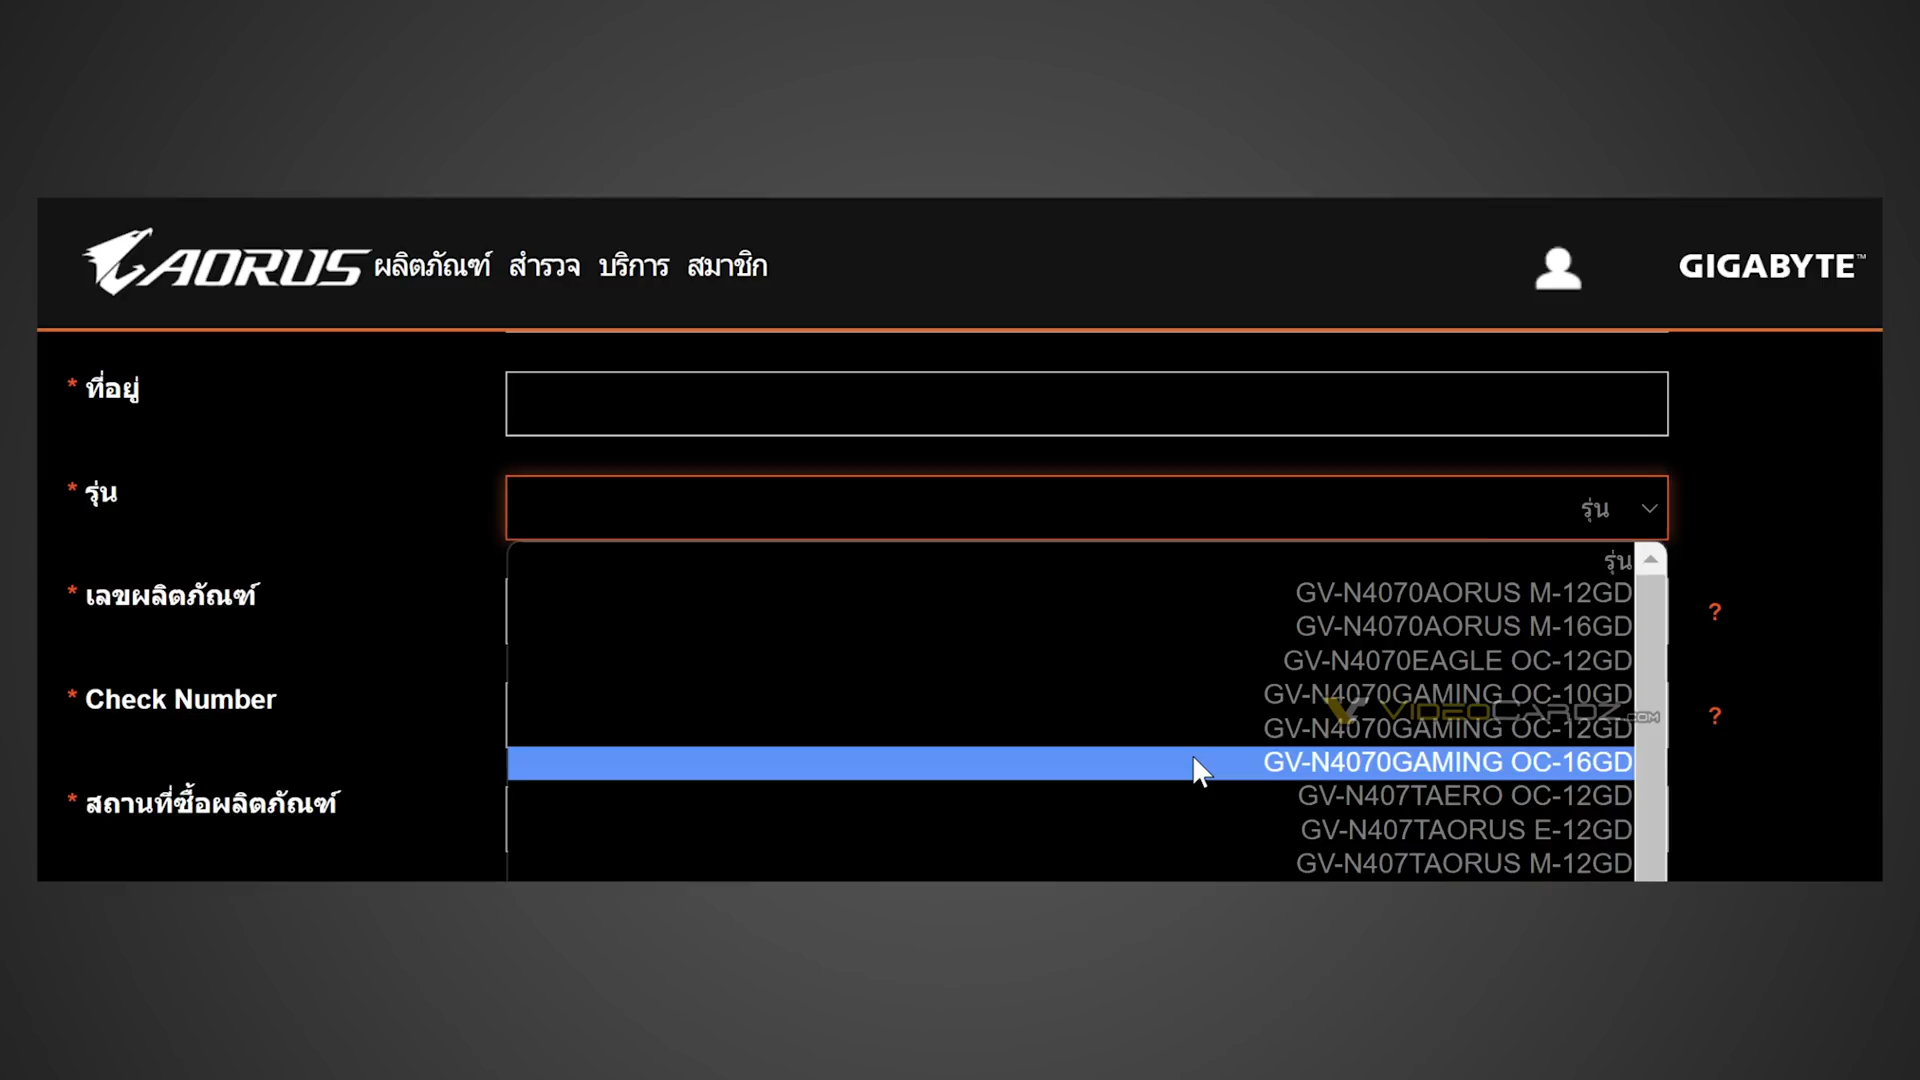 AORUS ผลิตภัณฑ์ สำรวจ บริการ สมาชิก GIGABYTE™
* ที่อยู่
* รุ่น
รุ่น
รุ่น
GV-N4070AORUS M-12GD
* เลขผลิตภัณฑ์
?
GV-N4070AORUS M-16GD
GV-N4070EAGLE OC-12GD
GV-N4070GAMING OC-10GD
* Check Number
?
VIDEOCARDZ.COM
GV-N4070GAMING OC-12GD
GV-N4070GAMING OC-16GD
GV-N407TAERO OC-12GD
* สถานที่ซื้อผลิตภัณฑ์
GV-N407TAORUS E-12GD
GV-N407TAORUS M-12GD